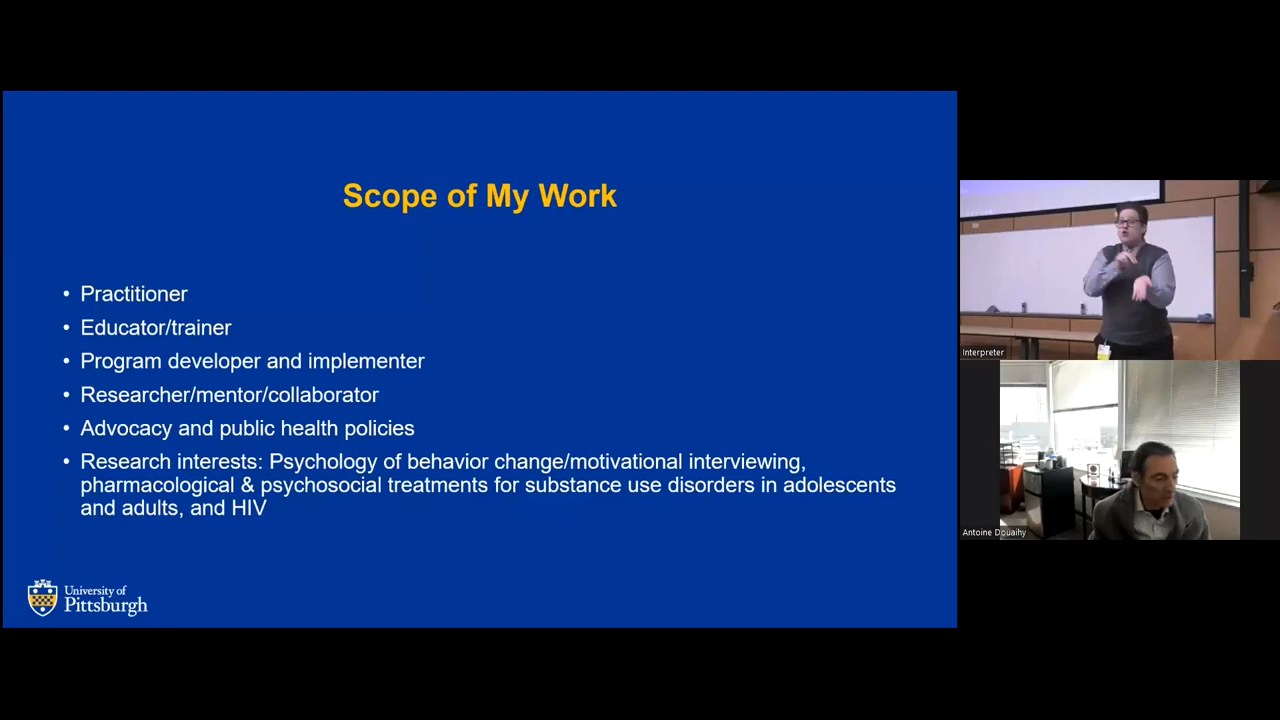 Scope of My Work
• Practitioner
• Educator/trainer
• Program developer and implementer
• Researcher/mentor/collaborator
• Advocacy and public health policies
• Research interests: Psychology of behavior change/motivational interviewing,
pharmacological & psychosocial treatments for substance use disorders in adolescents
and adults, and HIV
University of
Pittsburgh
Interpreter
Antoine Douaihy